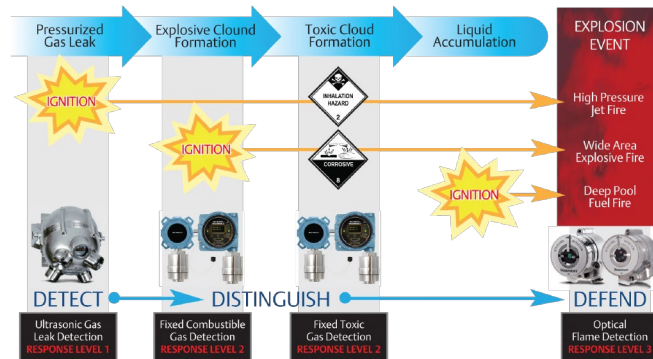 Pressurized
Gas Leak
Explosive Clound
Formation
Toxic Cloud
Formation
Liquid
Accumulation
EXPLOSION
EVENT
IGNITION
INHALATION
HAZARD
2
High Pressure
Jet Fire
IGNITION
CORROSIVE
8
Wide Area
Explosive Fire
IGNITION
Deep Pool
Fuel Fire
DETECT
DISTINGUISH
DEFEND
Ultrasonic Gas
Leak Detection
RESPONSE LEVEL 1
Fixed Combustible
Gas Detection
RESPONSE LEVEL 2
Fixed Toxic
Gas Detection
RESPONSE LEVEL 2
Optical
Flame Detection
RESPONSE LEVEL 3